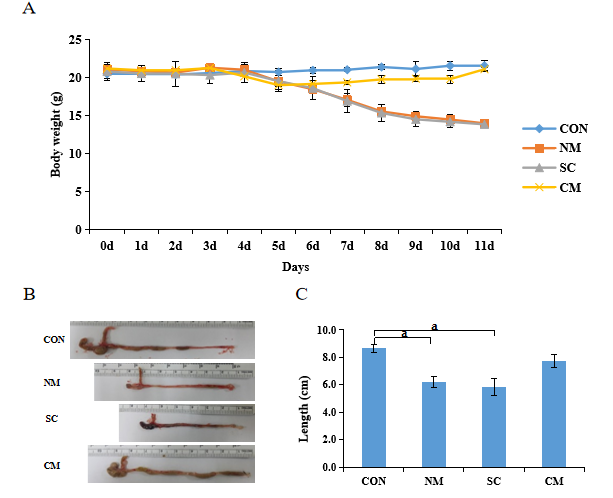 A
25
20
15
10
5
0
Body weight (g)
0d 1d 2d 3d 4d 5d 6d 7d 8d 9d 10d 11d
Days
CON
NM
SC
CM
B
CON
NM
SC
CM
C
10.0
8.0
6.0
4.0
2.0
0.0
Length (cm)
a
a
CON NM SC CM